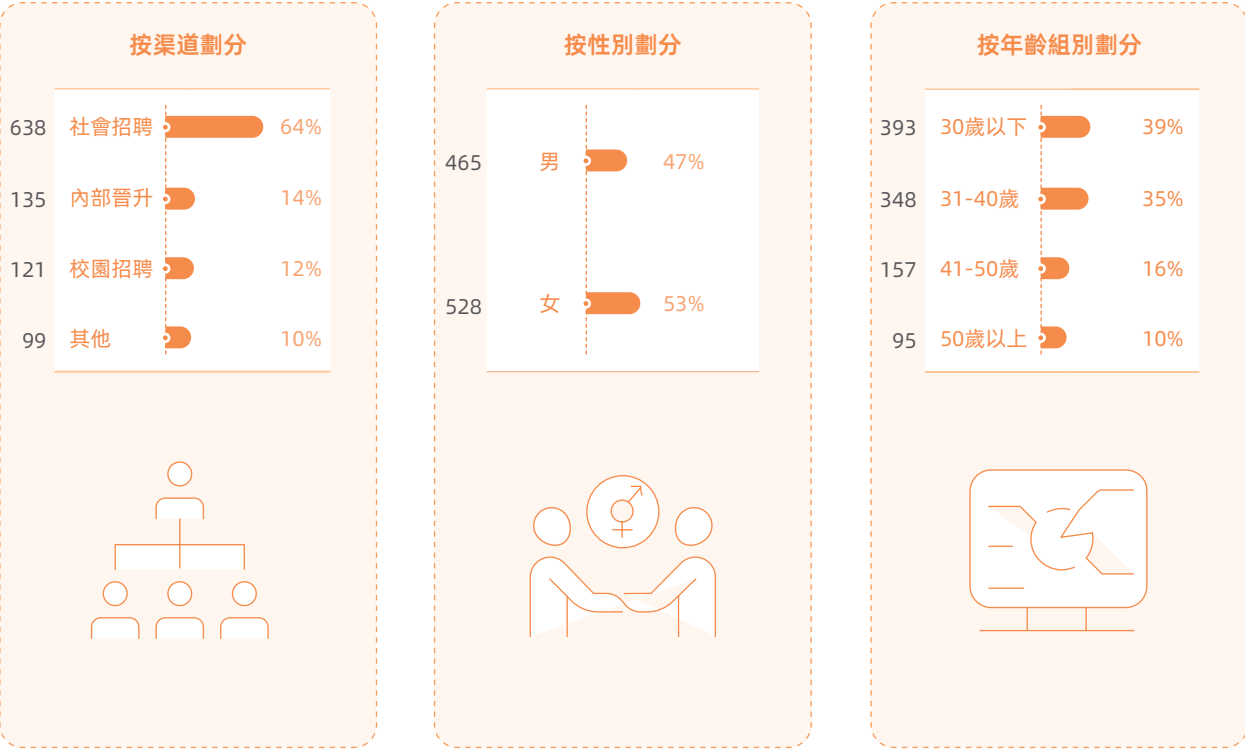 按渠道劃分
638 社會招聘 64%
135 內部晉升 14%
121 校園招聘 12%
99 其他 10%
按性別劃分
465 男 47%
528 女 53%
按年齡組別劃分
393 30歲以下 39%
348 31-40歲 35%
157 41-50歲 16%
95 50歲以上 10%